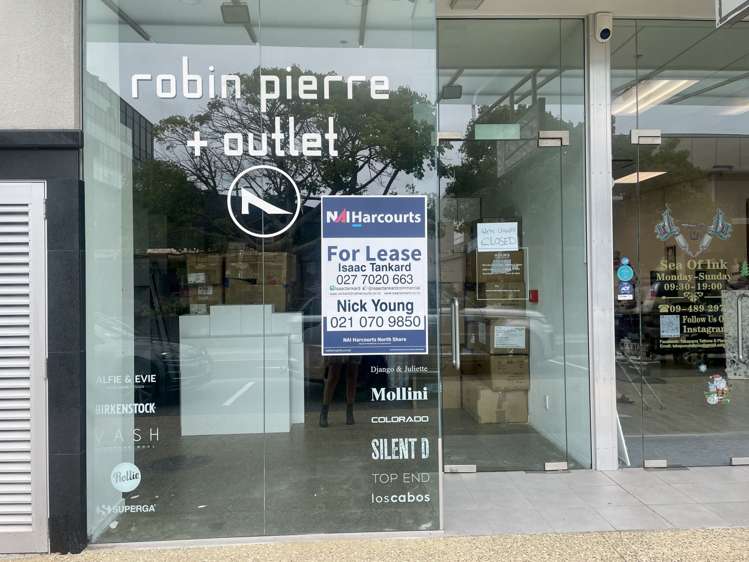 robin pierre
+ outlet
NAI Harcourts
For Lease
Isaac Tankard
027 7020 663
Nick Young
021 070 9850
NAI Harcourts North Shore
ALFIE & EVIE
BIRKENSTOCK
VASH
Rollie
SUPERGA
Django & Juliette
Mollini
COLORADO
SILENT D
TOP END
loscabos
CLOSED
Sea Of Ink
Monday-Sunday
09:30-19:00
Follow Us
Instagram